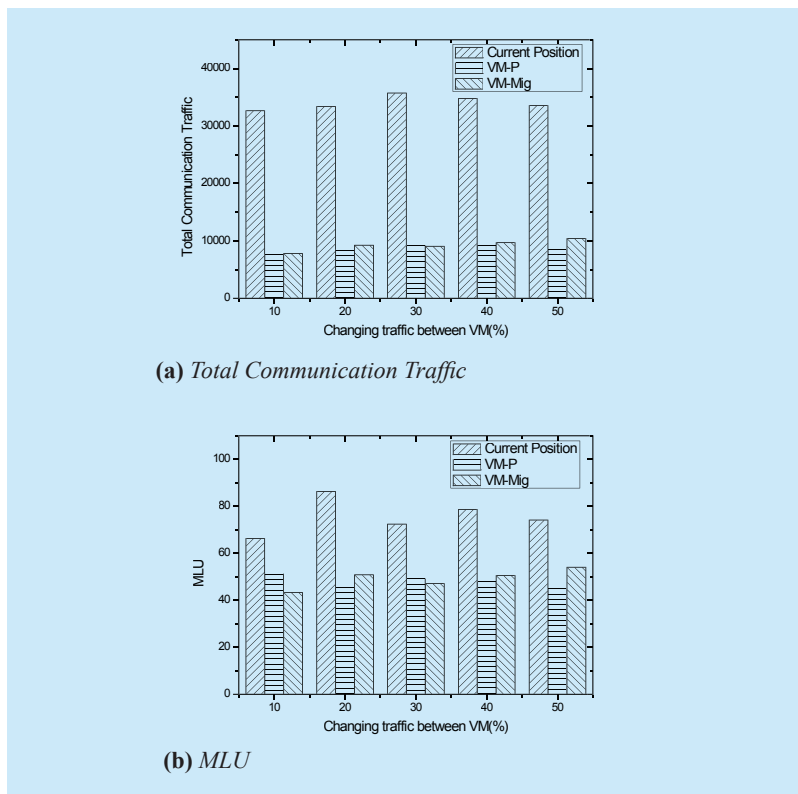 Current Position
VM-P
VM-Mig
40000
30000
20000
10000
0
Total Communication Traffic
10 20 30 40 50
Changing traffic between VM(%)
(a) Total Communication Traffic
Current Position
VM-P
VM-Mig
100
80
60
40
20
0
MLU
10 20 30 40 50
Changing traffic between VM(%)
(b) MLU